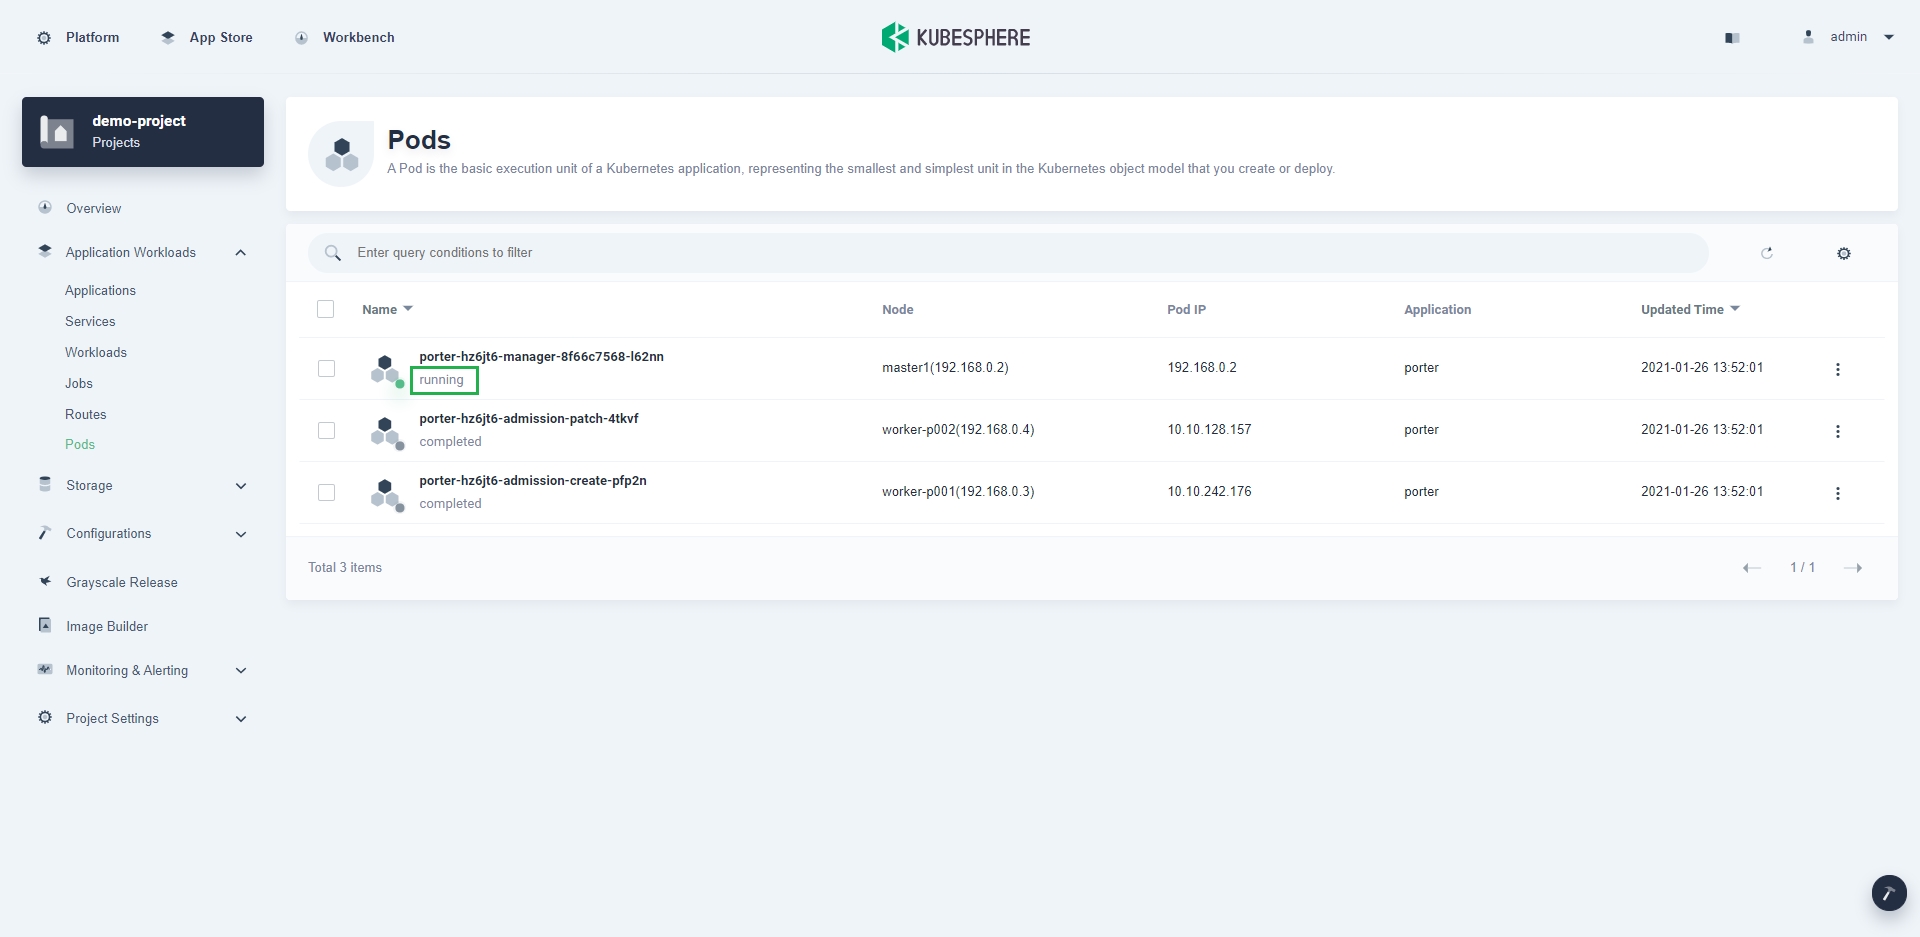 Platform
App Store
Workbench
KUBESPHERE
admin
demo-project
Projects
Overview
Application Workloads
Applications
Services
Workloads
Jobs
Routes
Pods
Storage
Configurations
Grayscale Release
Image Builder
Monitoring & Alerting
Project Settings
Pods
A Pod is the basic execution unit of a Kubernetes application, representing the smallest and simplest unit in the Kubernetes object model that you create or deploy.
Enter query conditions to filter
Name Node Pod IP Application Updated Time
porter-hz6jt6-manager-8f66c7568-l62nn
running
master1(192.168.0.2) 192.168.0.2 porter 2021-01-26 13:52:01
porter-hz6jt6-admission-patch-4tkvf
completed
worker-p002(192.168.0.4) 10.10.128.157 porter 2021-01-26 13:52:01
porter-hz6jt6-admission-create-pfp2n
completed
worker-p001(192.168.0.3) 10.10.242.176 porter 2021-01-26 13:52:01
Total 3 items
1 / 1